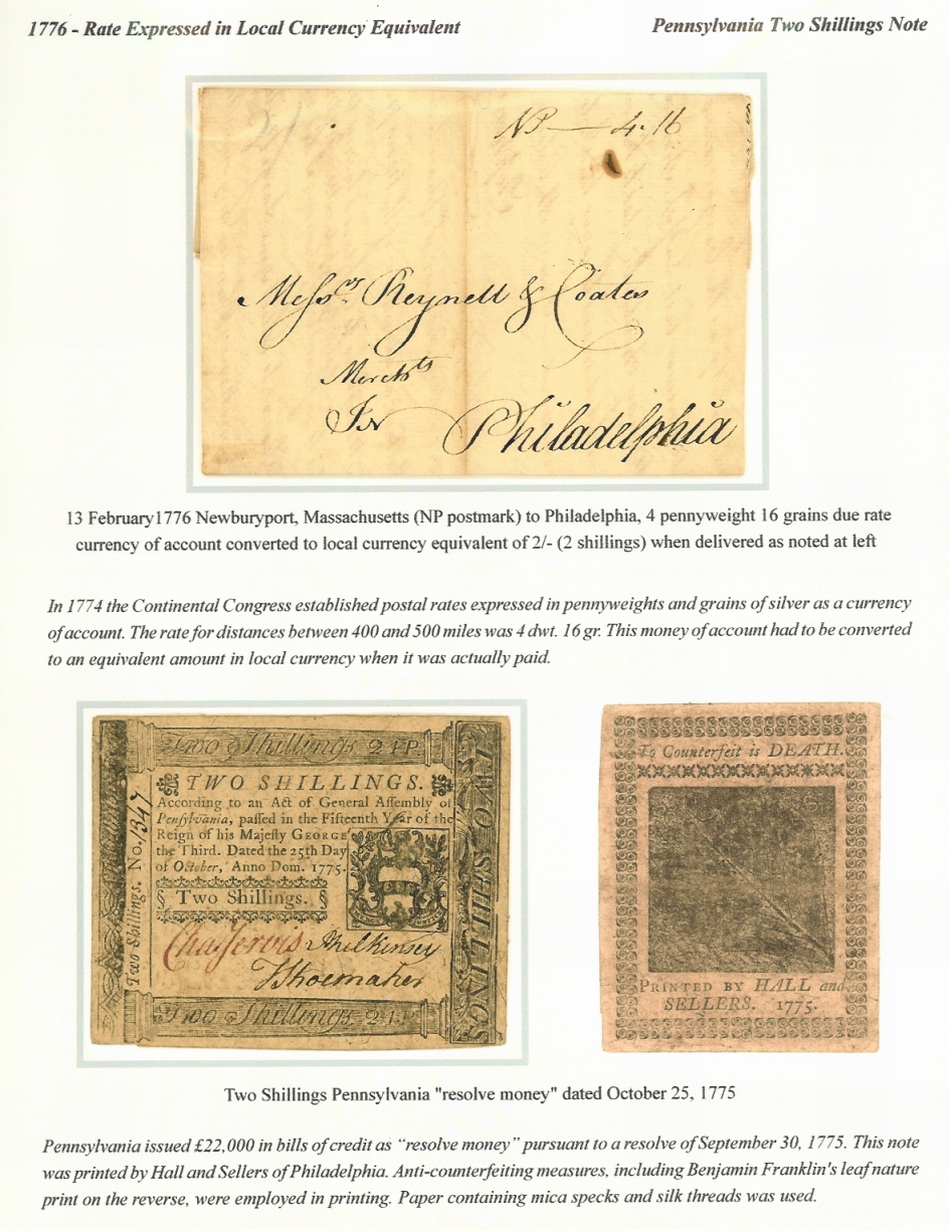 1776 - Rate Expressed in Local Currency Equivalent
Pennsylvania Two Shillings Note
2/
NP — 4.16
Messrs. Reynell & Coates
Merchts
In Philadelphia
13 February1776 Newburyport, Massachusetts (NP postmark) to Philadelphia, 4 pennyweight 16 grains due rate
currency of account converted to local currency equivalent of 2/- (2 shillings) when delivered as noted at left
In 1774 the Continental Congress established postal rates expressed in pennyweights and grains of silver as a currency
of account. The rate for distances between 400 and 500 miles was 4 dwt. 16 gr. This money of account had to be converted
to an equivalent amount in local currency when it was actually paid.
Two Shillings 2 I.P
TWO SHILLINGS.
According to an Act of General Aſſembly of
Penſylvania, paſſed in the Fifteenth Year of the
Reign of his Majeſty GEORGE
the Third. Dated the 25th Day
of October, Anno Dom. 1775.
§ Two Shillings. §
Two Shillings. No. 1347
TWO SHILLINGS
Cha Jervis
T Shoemaker
Two Shillings. 2 I.P
To Counterfeit is DEATH.
PRINTED BY HALL and
SELLERS. 1775.
Two Shillings Pennsylvania "resolve money" dated October 25, 1775
Pennsylvania issued £22,000 in bills of credit as “resolve money” pursuant to a resolve of September 30, 1775. This note
was printed by Hall and Sellers of Philadelphia. Anti-counterfeiting measures, including Benjamin Franklin's leaf nature
print on the reverse, were employed in printing. Paper containing mica specks and silk threads was used.